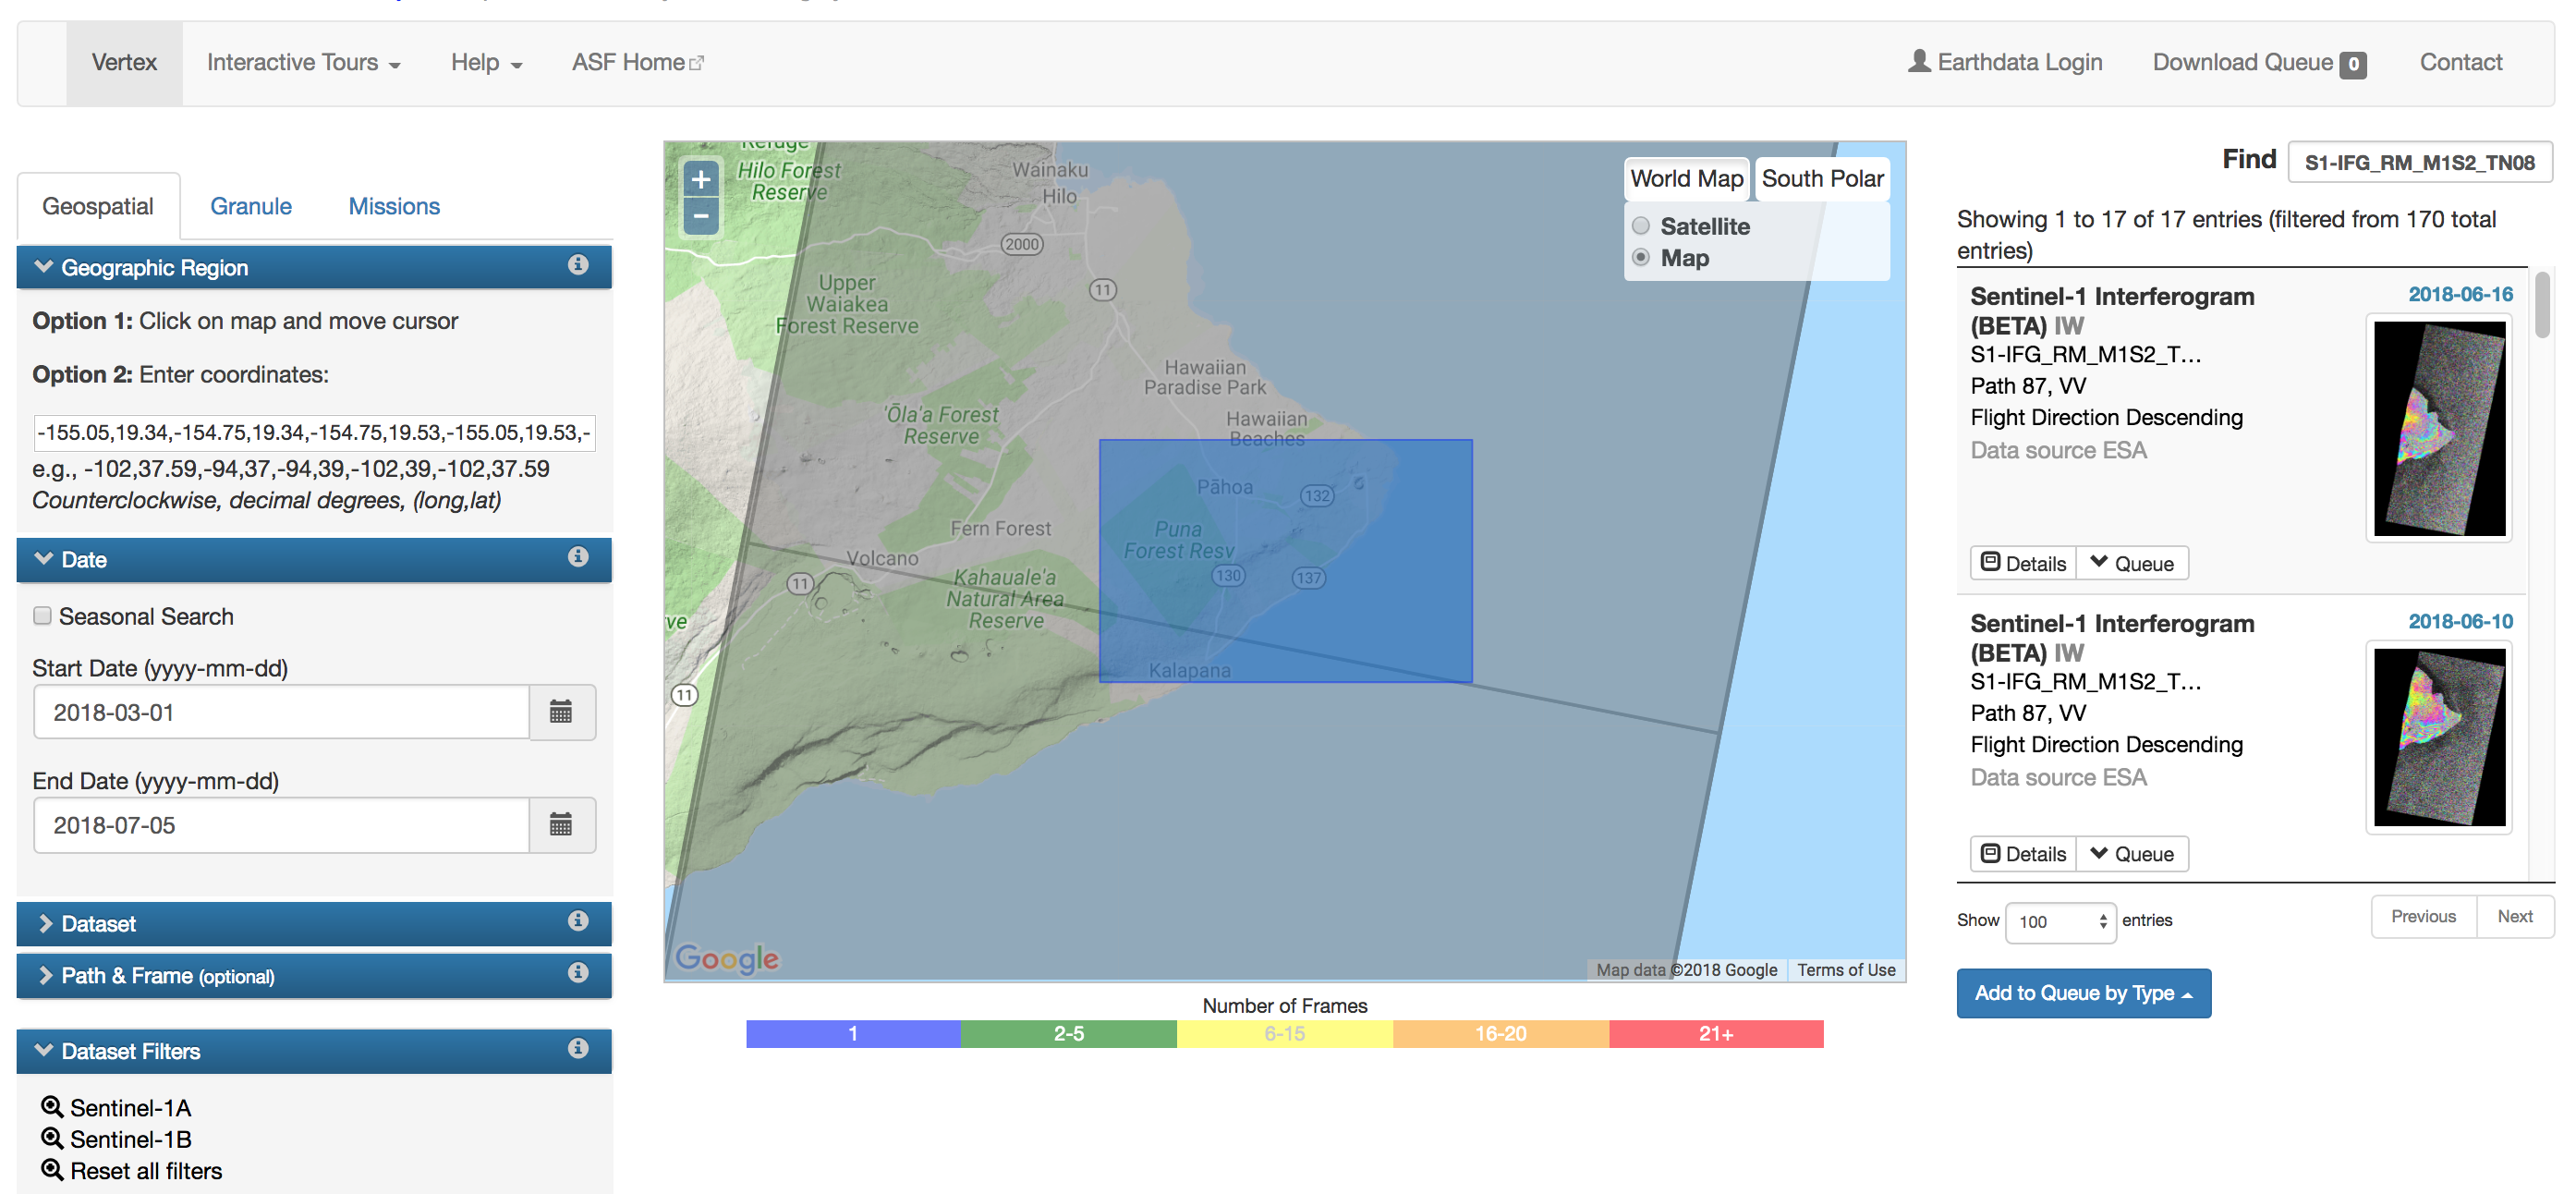 Vertex
Interactive Tours
Help
ASF Home
Earthdata Login
Download Queue 0
Contact
Geospatial
Granule
Missions
Geographic Region
Option 1: Click on map and move cursor
Option 2: Enter coordinates:
-155.05,19.34,-154.75,19.34,-154.75,19.53,-155.05,19.53,-
e.g., -102,37.59,-94,37,-94,39,-102,39,-102,37.59
Counterclockwise, decimal degrees, (long,lat)
Date
Seasonal Search
Start Date (yyyy-mm-dd)
2018-03-01
End Date (yyyy-mm-dd)
2018-07-05
Dataset
Path & Frame (optional)
Dataset Filters
Sentinel-1A
Sentinel-1B
Reset all filters
+
−
Refuge
Hilo Forest
Reserve
Wainaku
Hilo
2000
11
Upper
Waiakea
Forest Reserve
Hawaiian
Paradise Park
'Ōla'a Forest
Reserve
Hawaiian
Beaches
Pāhoa
132
Puna
Forest Resv
Fern Forest
Volcano
11
Kahauale'a
Natural Area
Reserve
130
137
ve
Kalapana
11
World Map
South Polar
Satellite
Map
Google
Map data ©2018 Google
Terms of Use
Number of Frames
1
2-5
6-15
16-20
21+
Find
S1-IFG_RM_M1S2_TN08
Showing 1 to 17 of 17 entries (filtered from 170 total
entries)
Sentinel-1 Interferogram
(BETA) IW
2018-06-16
S1-IFG_RM_M1S2_T...
Path 87, VV
Flight Direction Descending
Data source ESA
Details
Queue
Sentinel-1 Interferogram
(BETA) IW
2018-06-10
S1-IFG_RM_M1S2_T...
Path 87, VV
Flight Direction Descending
Data source ESA
Details
Queue
Show 100 entries
Previous
Next
Add to Queue by Type